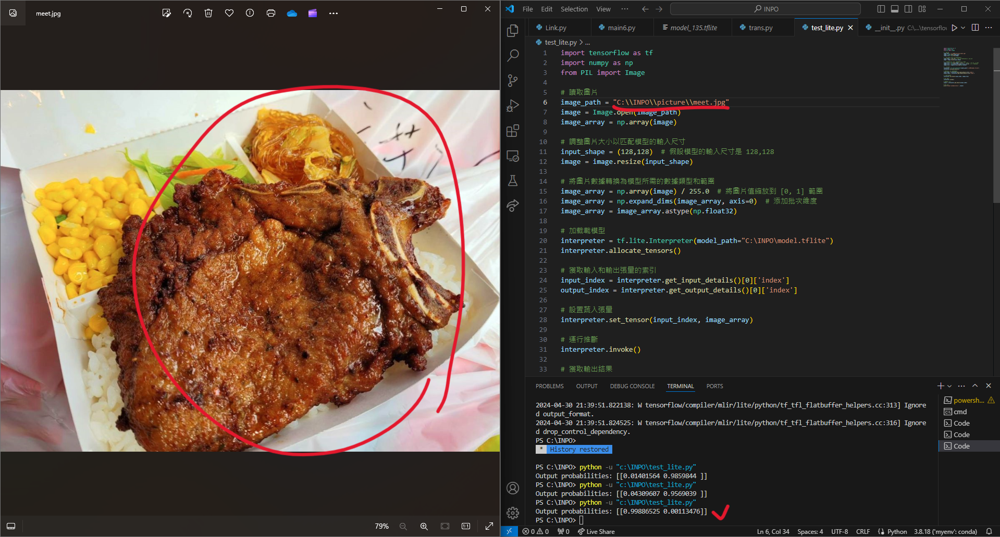 meet.jpg
79%
File Edit Selection View ... INPO
Link.py main6.py model_135.tflite trans.py test_lite.py __init__.py C:\...\tensorflow
test_lite.py > ...
1 import tensorflow as tf
2 import numpy as np
3 from PIL import Image
4
5 # 讀取圖片
6 image_path = "C:\\INPO\\picture\\meet.jpg"
7 image = Image.open(image_path)
8 image_array = np.array(image)
9
10 # 調整圖片大小以匹配模型的輸入尺寸
11 input_shape = (128,128)  # 假設模型的輸入尺寸是 128,128
12 image = image.resize(input_shape)
13
14 # 將圖片數據轉換為模型所需的數據類型和範圍
15 image_array = np.array(image) / 255.0  # 將圖片值縮放到 [0, 1] 範圍
16 image_array = np.expand_dims(image_array, axis=0)  # 添加批次维度
17 image_array = image_array.astype(np.float32)
18
19 # 加载載模型
20 interpreter = tf.lite.Interpreter(model_path="C:\INPO\model.tflite")
21 interpreter.allocate_tensors()
22
23 # 獲取輸入和輸出張量的索引
24 input_index = interpreter.get_input_details()[0]['index']
25 output_index = interpreter.get_output_details()[0]['index']
26
27 # 設置蔬入張量
28 interpreter.set_tensor(input_index, image_array)
29
30 # 運行推斷
31 interpreter.invoke()
32
33 # 獲取輸出结果
PROBLEMS OUTPUT DEBUG CONSOLE TERMINAL PORTS
2024-04-30 21:39:51.822138: W tensorflow/compiler/mlir/lite/python/tf_tfl_flatbuffer_helpers.cc:313] Ignore
d output_format.
2024-04-30 21:39:51.824525: W tensorflow/compiler/mlir/lite/python/tf_tfl_flatbuffer_helpers.cc:316] Ignore
d drop_control_dependency.
PS C:\INPO>
* History restored
PS C:\INPO> python -u "c:\INPO\test_lite.py"
Output probabilities: [[0.01401564 0.9859844 ]]
PS C:\INPO> python -u "c:\INPO\test_lite.py"
Output probabilities: [[0.04309607 0.9569039 ]]
PS C:\INPO> python -u "c:\INPO\test_lite.py"
Output probabilities: [[0.99886525 0.00113476]]
PS C:\INPO>
powersh...
cmd
Code
Code
Code
0 0 0 Live Share Ln 6, Col 34 Spaces: 4 UTF-8 CRLF Python 3.8.18 ('myenv': conda)